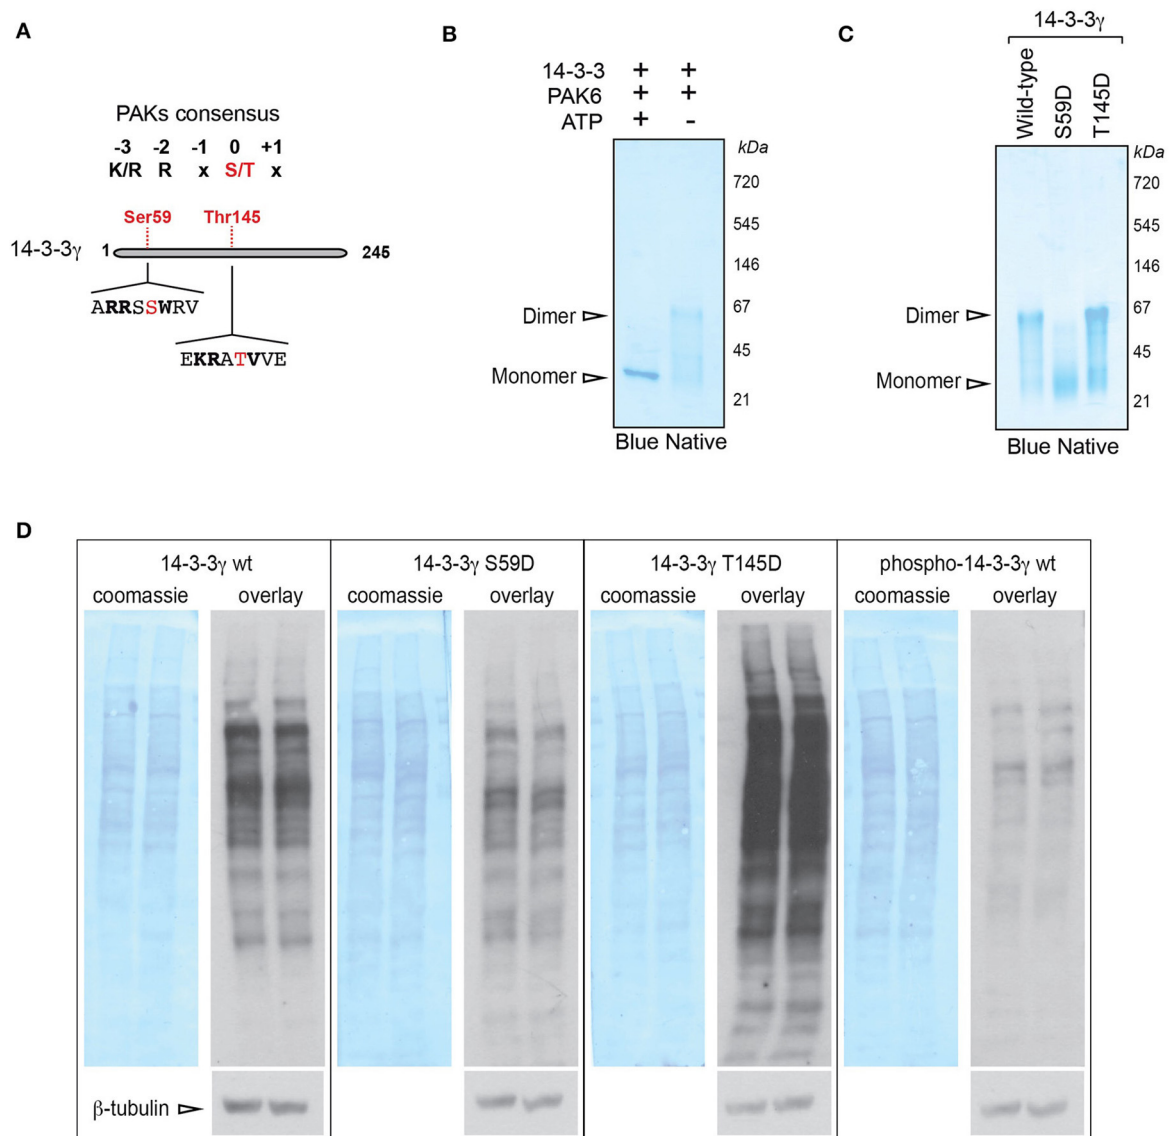 A
PAKs consensus
-3 -2 -1 0 +1
K/R R x S/T x
Ser59 Thr145
14-3-3γ 1 245
ARRSSWRV
EKRATVVE
B
14-3-3 + +
PAK6 + +
ATP + -
kDa
720
545
146
67
Dimer
45
Monomer
21
Blue Native
C
14-3-3γ
Wild-type
S59D
T145D
kDa
720
545
146
67
Dimer
45
Monomer
21
Blue Native
D
14-3-3γ wt 14-3-3γ S59D 14-3-3γ T145D phospho-14-3-3γ wt
coomassie overlay coomassie overlay coomassie overlay coomassie overlay
β-tubulin